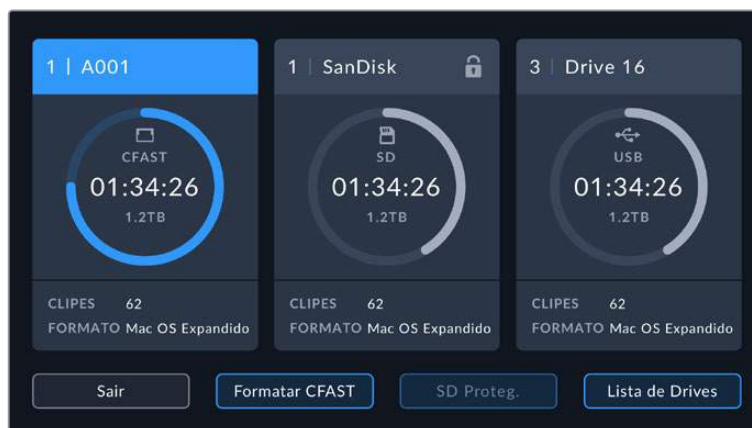 1 | A001
CFAST
01:34:26
1.2TB
CLIPES 62
FORMATO Mac OS Expandido
1 | SanDisk
SD
01:34:26
1.2TB
CLIPES 62
FORMATO Mac OS Expandido
3 | Drive 16
USB
01:34:26
1.2TB
CLIPES 62
FORMATO Mac OS Expandido
Sair
Formatar CFAST
SD Proteg.
Lista de Drives